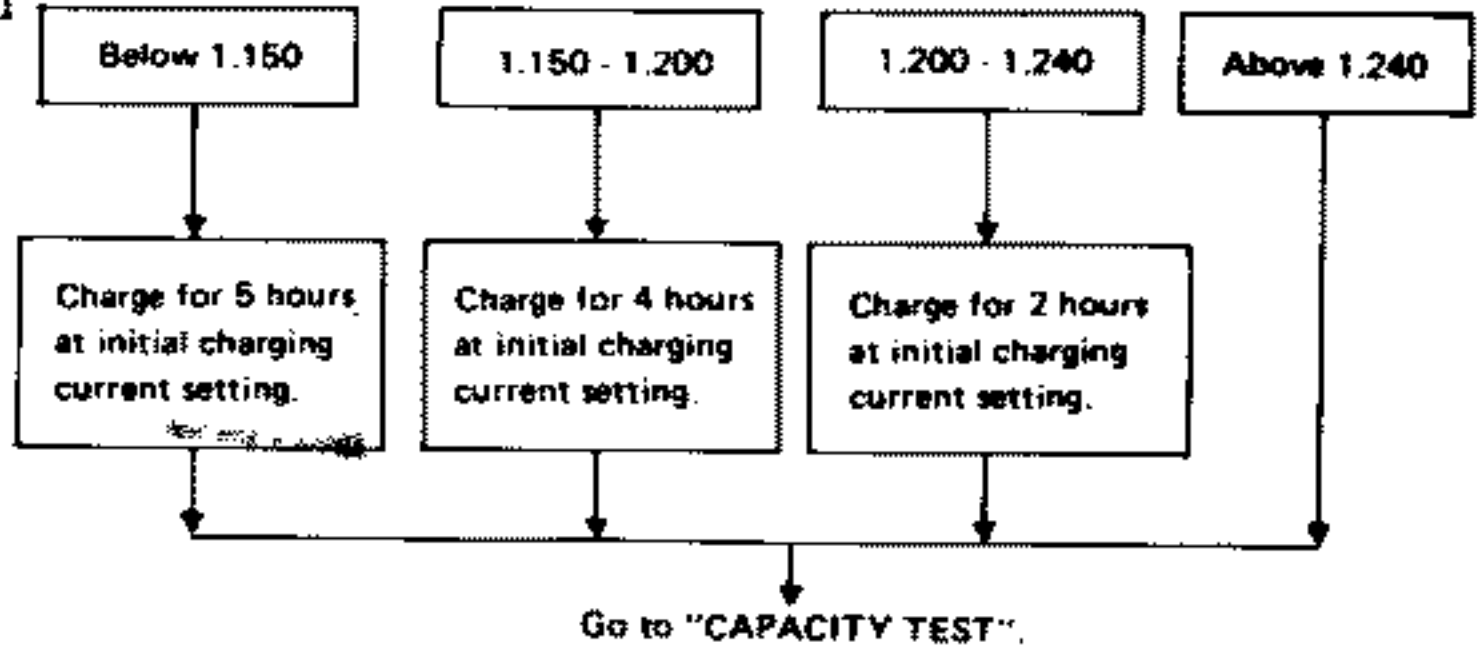 Below 1.150
1.150 - 1.200
1.200 - 1.240
Above 1.240
Charge for 5 hours
at initial charging
current setting.
Charge for 4 hours
at initial charging
current setting.
Charge for 2 hours
at initial charging
current setting.
Go to "CAPACITY TEST".